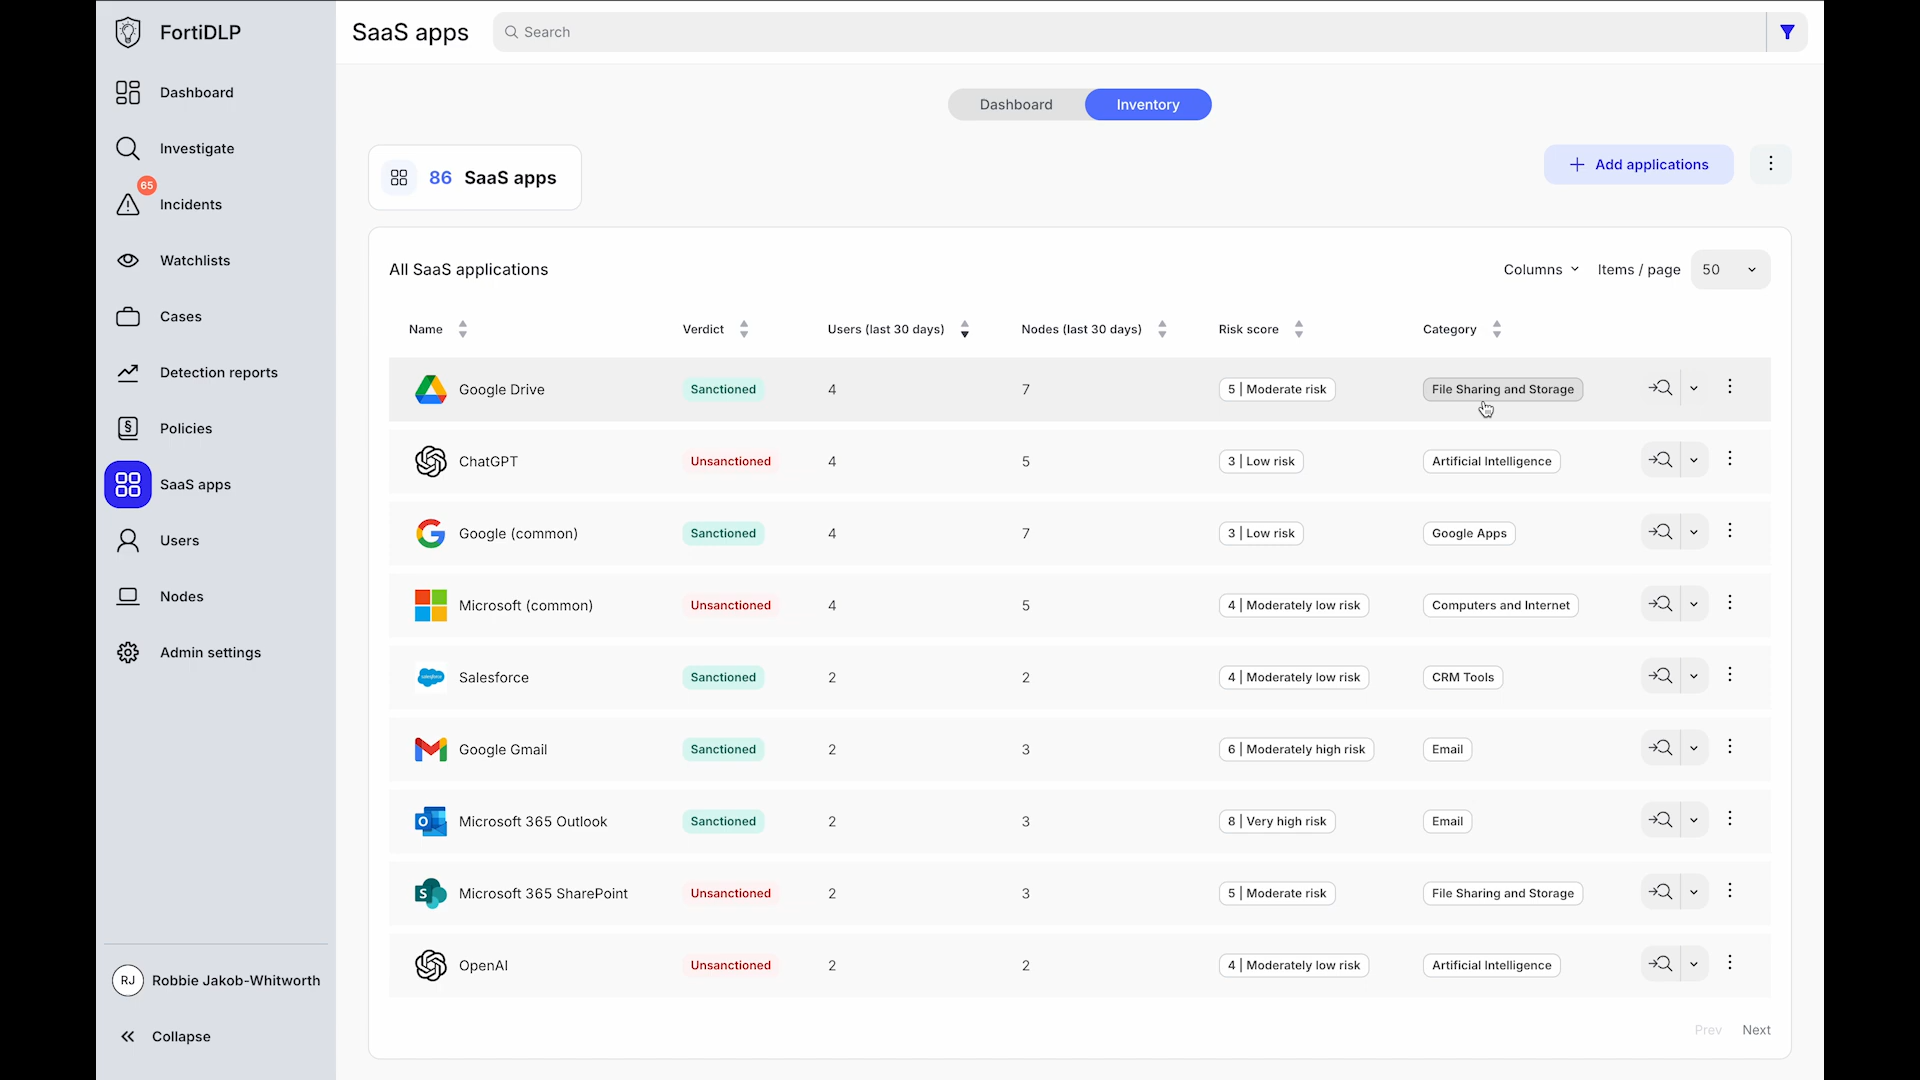 FortiDLP
SaaS apps
Search
Dashboard
Investigate
65
Incidents
Watchlists
Cases
Detection reports
Policies
SaaS apps
Users
Nodes
Admin settings
RJ Robbie Jakob-Whitworth
Collapse
Dashboard Inventory
86 SaaS apps
Add applications
All SaaS applications
Columns Items / page 50
Name Verdict Users (last 30 days) Nodes (last 30 days) Risk score Category
Google Drive Sanctioned 4 7 5 | Moderate risk File Sharing and Storage
ChatGPT Unsanctioned 4 5 3 | Low risk Artificial Intelligence
Google (common) Sanctioned 4 7 3 | Low risk Google Apps
Microsoft (common) Unsanctioned 4 5 4 | Moderately low risk Computers and Internet
salesforce Salesforce Sanctioned 2 2 4 | Moderately low risk CRM Tools
Google Gmail Sanctioned 2 3 6 | Moderately high risk Email
Microsoft 365 Outlook Sanctioned 2 3 8 | Very high risk Email
Microsoft 365 SharePoint Unsanctioned 2 3 5 | Moderate risk File Sharing and Storage
OpenAI Unsanctioned 2 2 4 | Moderately low risk Artificial Intelligence
Prev Next